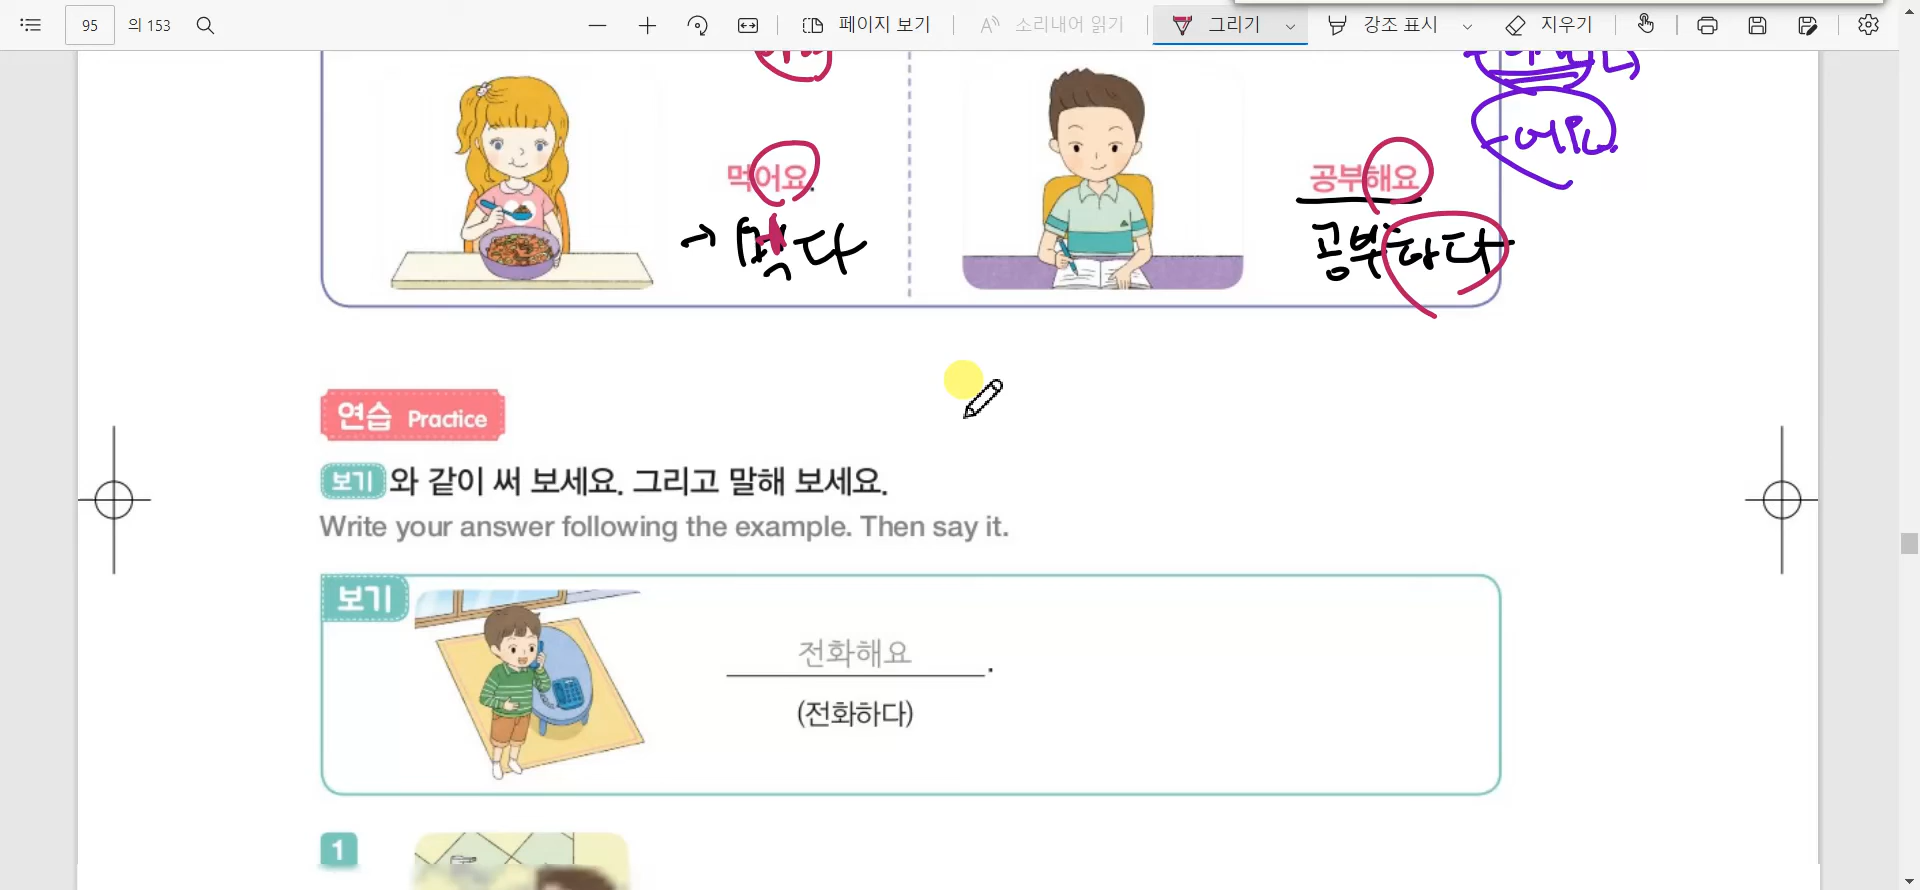 95 의 153 페이지 보기 소리내어 읽기 그리기 강조 표시 지우기
-어요
먹어요. 공부해요
→ 먹다 공부하다
연습 Practice
보기 와 같이 써 보세요. 그리고 말해 보세요.
Write your answer following the example. Then say it.
보기
전화해요.
(전화하다)
1